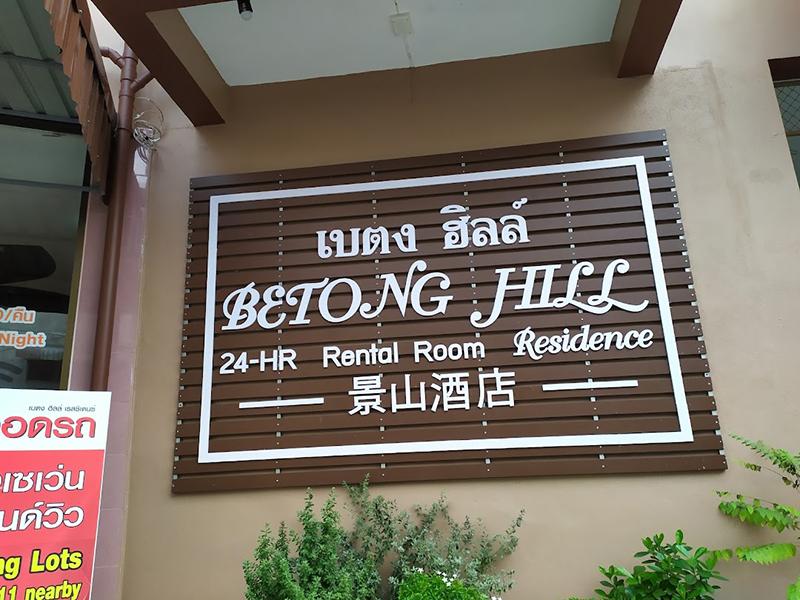 เบตง ฮิลล์
BETONG HILL
24-HR Rental Room Residence
景山酒店
/คืน
Night
เบตง ฮิลล์ เรสซิเดนซ์
อดรถ
เซเว่น
นด์วิว
Lots
11 nearby